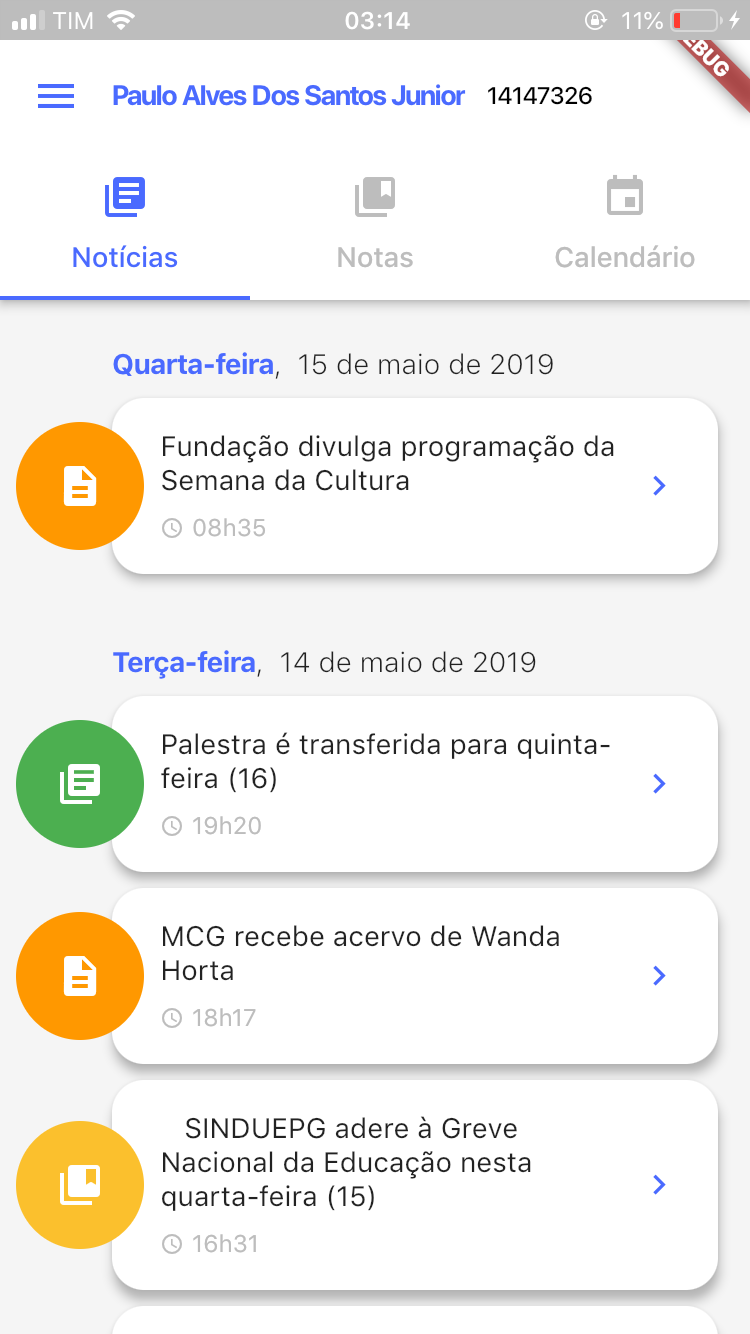 TIM 03:14 11%
Paulo Alves Dos Santos Junior 14147326
Notícias Notas Calendário
Quarta-feira, 15 de maio de 2019
Fundação divulga programação da
Semana da Cultura
08h35
Terça-feira, 14 de maio de 2019
Palestra é transferida para quinta-
feira (16)
19h20
MCG recebe acervo de Wanda
Horta
18h17
SINDUEPG adere à Greve
Nacional da Educação nesta
quarta-feira (15)
16h31